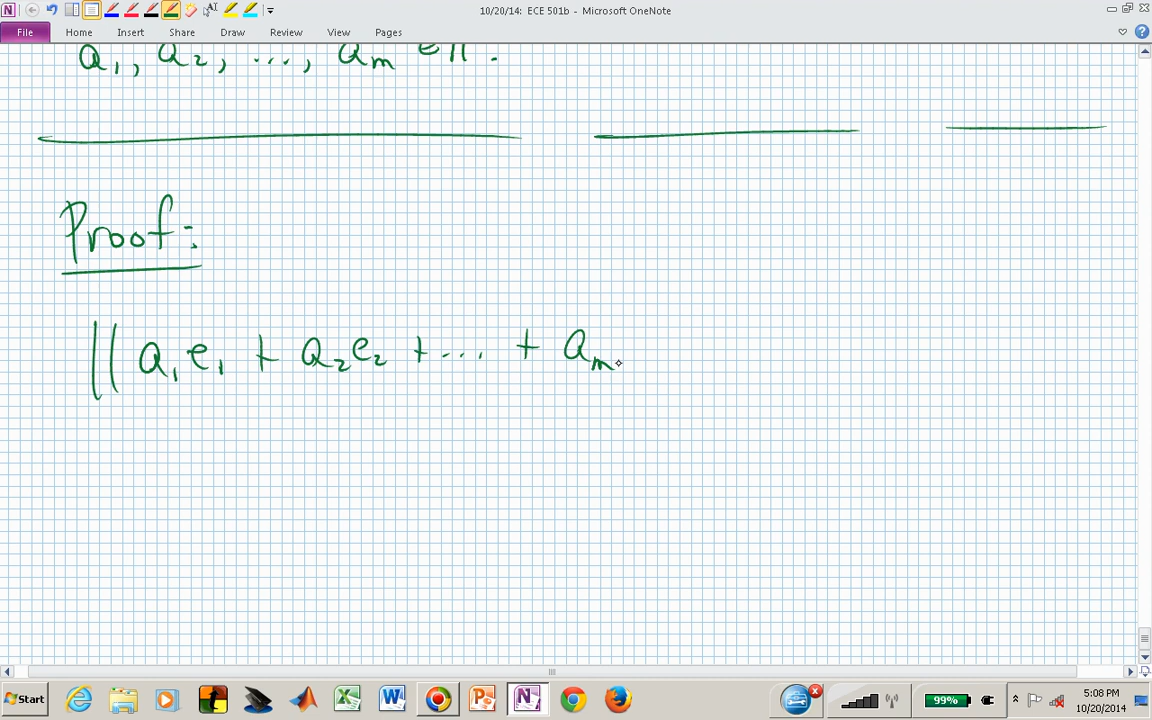 10/20/14: ECE 501b - Microsoft OneNote
File Home Insert Share Draw Review View Pages
a₁, a₂, ..., aₘ ∈
Proof:
|| a₁e₁ + a₂e₂ + ... + aₘ
Start 99% 5:08 PM
10/20/2014